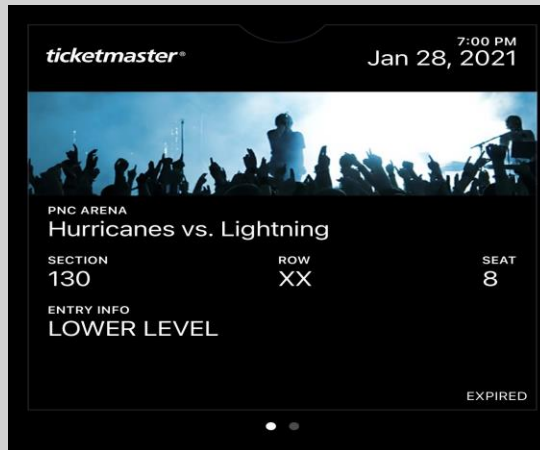 ticketmaster®
7:00 PM
Jan 28, 2021
PNC ARENA
Hurricanes vs. Lightning
SECTION ROW SEAT
130 XX 8
ENTRY INFO
LOWER LEVEL
EXPIRED